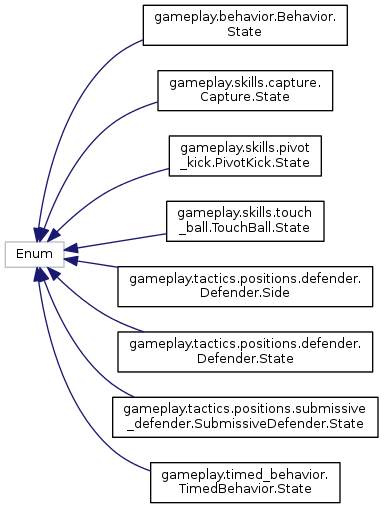 gameplay.behavior.Behavior.
State
gameplay.skills.capture.
Capture.State
gameplay.skills.pivot
_kick.PivotKick.State
gameplay.skills.touch
_ball.TouchBall.State
Enum
gameplay.tactics.positions.defender.
Defender.Side
gameplay.tactics.positions.defender.
Defender.State
gameplay.tactics.positions.submissive
_defender.SubmissiveDefender.State
gameplay.timed_behavior.
TimedBehavior.State